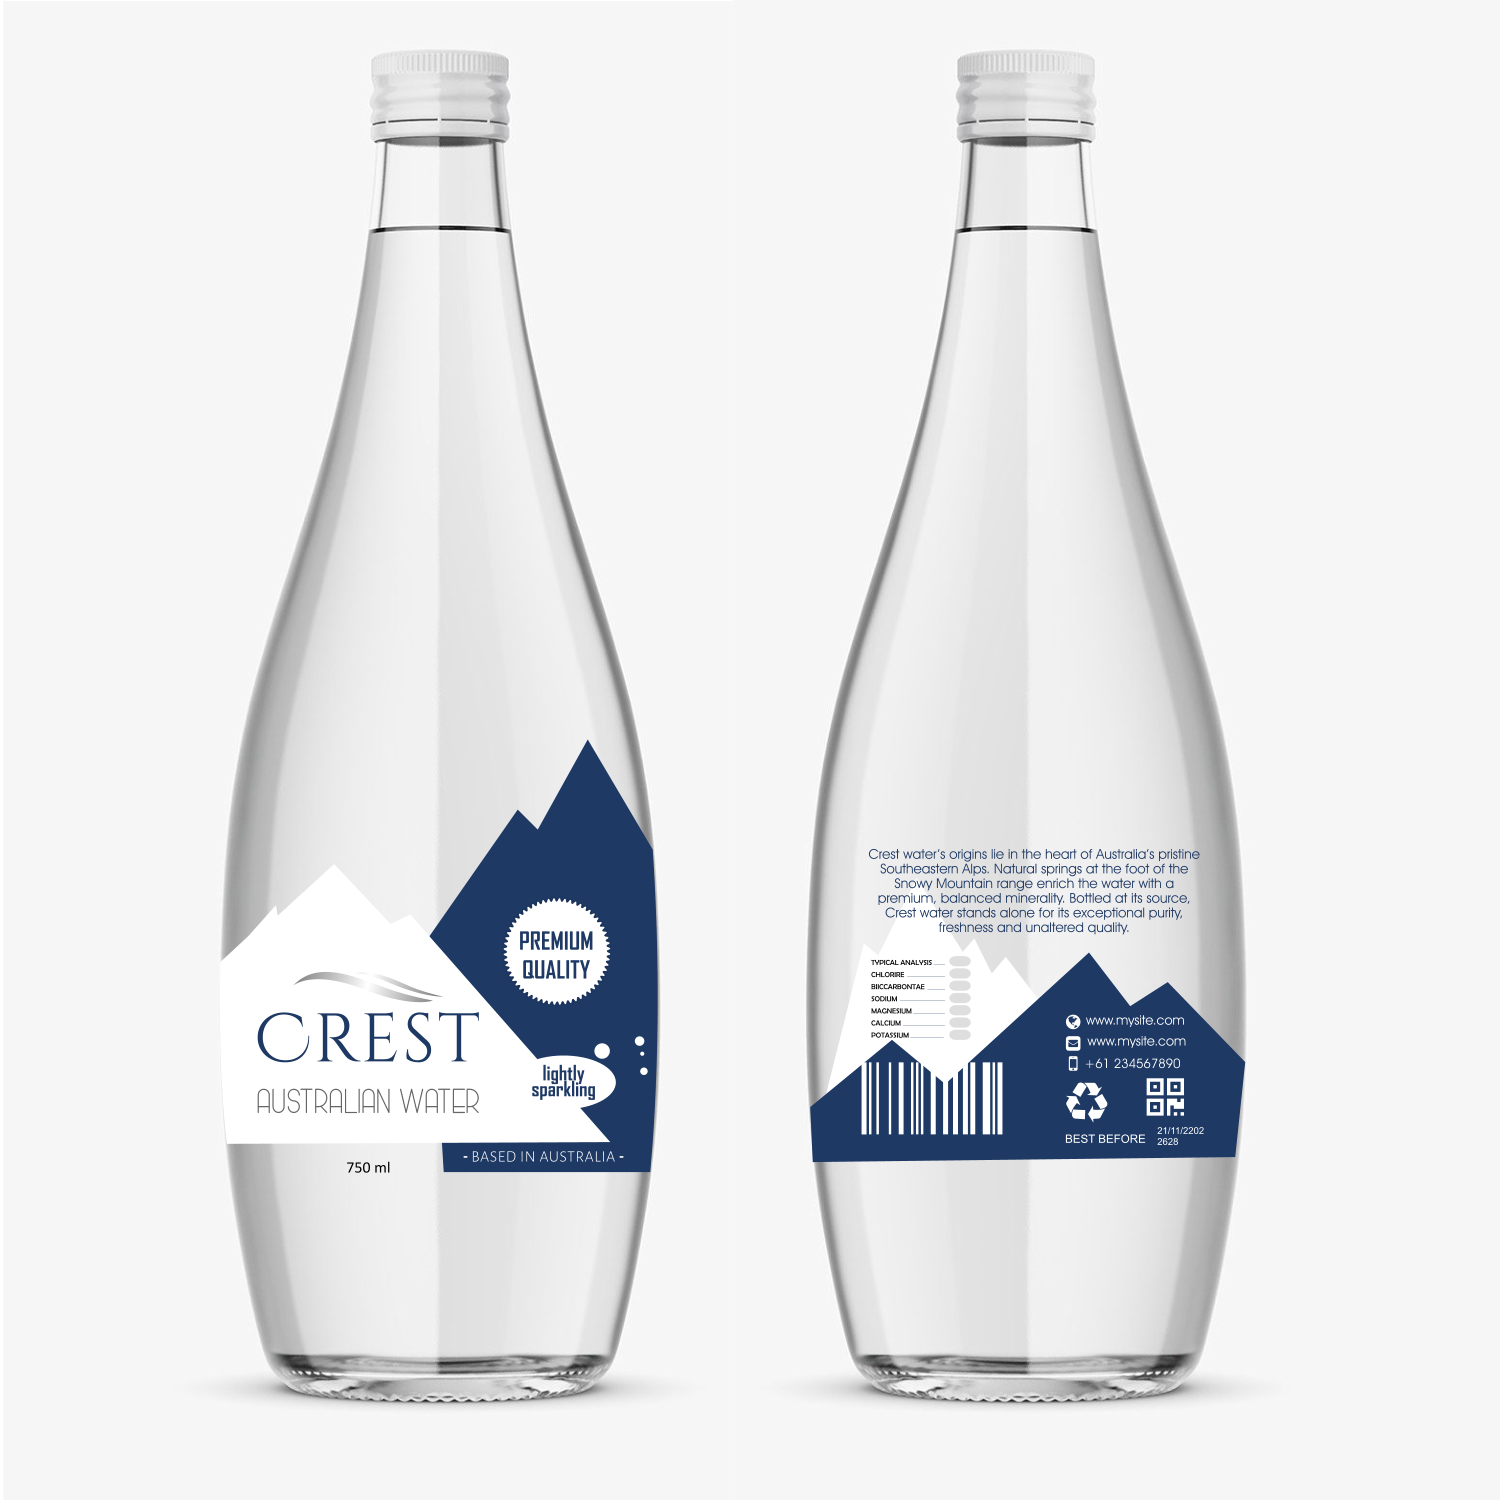 PREMIUM
QUALITY
CREST
AUSTRALIAN WATER
lightly
sparkling
- BASED IN AUSTRALIA -
750 ml
Crest water's origins lie in the heart of Australia's pristine
Southeastern Alps. Natural springs at the foot of the
Snowy Mountain range enrich the water with a
premium, balanced minerality. Bottled at its source,
Crest water stands alone for its exceptional purity,
freshness and unaltered quality.
TYPICAL ANALYSIS
CHLORIRE
BIICCARBONTAE
SODIUM
MAGNESIUM
CALCIUM
POTASSIUM
www.mysite.com
www.mysite.com
+61 234567890
BEST BEFORE
21/11/2202
2628